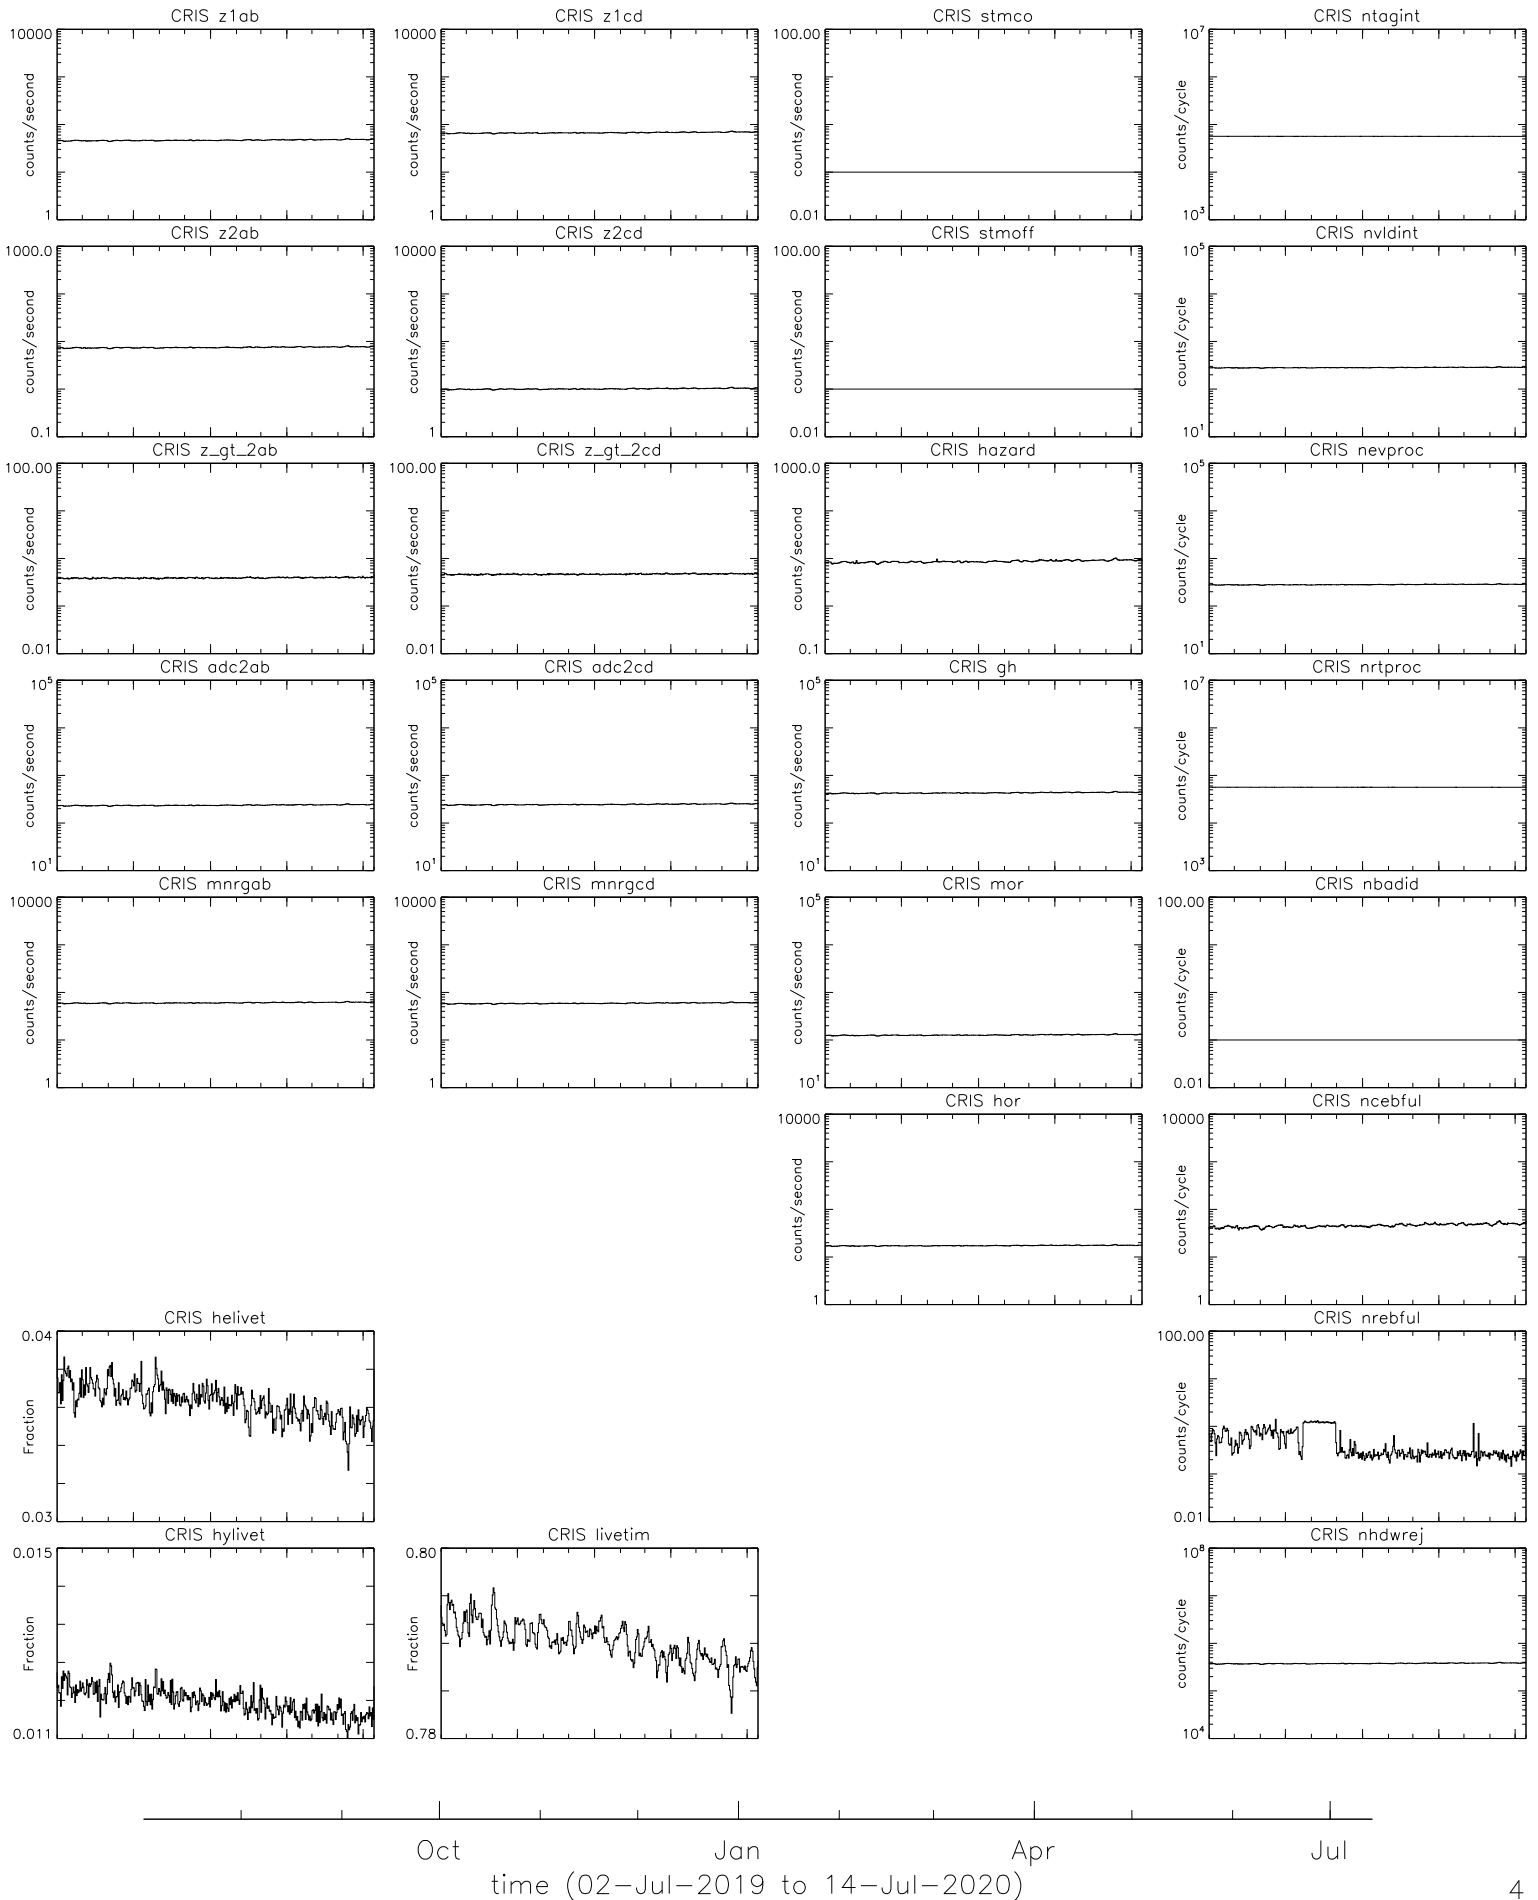 CRIS z1ab
10000
counts/second
1
CRIS z1cd
10000
counts/second
1
CRIS stmco
100.00
counts/second
0.01
CRIS ntagint
10⁷
counts/cycle
10³
CRIS z2ab
1000.0
counts/second
0.1
CRIS z2cd
10000
counts/second
1
CRIS stmoff
100.00
counts/second
0.01
CRIS nvldint
10⁵
counts/cycle
10¹
CRIS z_gt_2ab
100.00
counts/second
0.01
CRIS z_gt_2cd
100.00
counts/second
0.01
CRIS hazard
1000.0
counts/second
0.1
CRIS nevproc
10⁵
counts/cycle
10¹
CRIS adc2ab
10⁵
counts/second
10¹
CRIS adc2cd
10⁵
counts/second
10¹
CRIS gh
10⁵
counts/second
10¹
CRIS nrtproc
10⁷
counts/cycle
10³
CRIS mnrgab
10000
counts/second
1
CRIS mnrgcd
10000
counts/second
1
CRIS mor
10⁵
counts/second
10¹
CRIS nbadid
100.00
counts/cycle
0.01
CRIS hor
10000
counts/second
1
CRIS ncebful
10000
counts/cycle
1
CRIS helivet
0.04
Fraction
0.03
CRIS nrebful
100.00
counts/cycle
0.01
CRIS hylivet
0.015
Fraction
0.011
CRIS livetim
0.80
Fraction
0.78
CRIS nhdwrej
10⁸
counts/cycle
10⁴
Oct Jan Apr Jul
time (02-Jul-2019 to 14-Jul-2020)
4